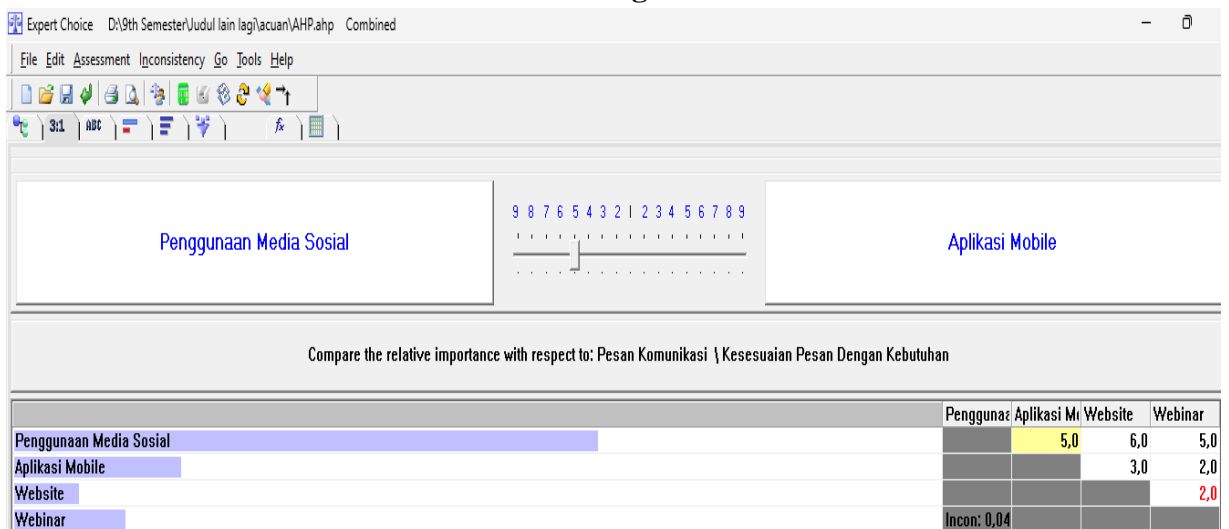 Expert Choice D:\9th Semester\Judul lain lagi\acuan\AHP.ahp Combined
File Edit Assessment Inconsistency Go Tools Help
3:1 ABC fx
9 8 7 6 5 4 3 2 1 2 3 4 5 6 7 8 9
Penggunaan Media Sosial Aplikasi Mobile
Compare the relative importance with respect to: Pesan Komunikasi \ Kesesuaian Pesan Dengan Kebutuhan
Penggunaa Aplikasi M Website Webinar
Penggunaan Media Sosial 5,0 6,0 5,0
Aplikasi Mobile 3,0 2,0
Website 2,0
Webinar Incon: 0,04